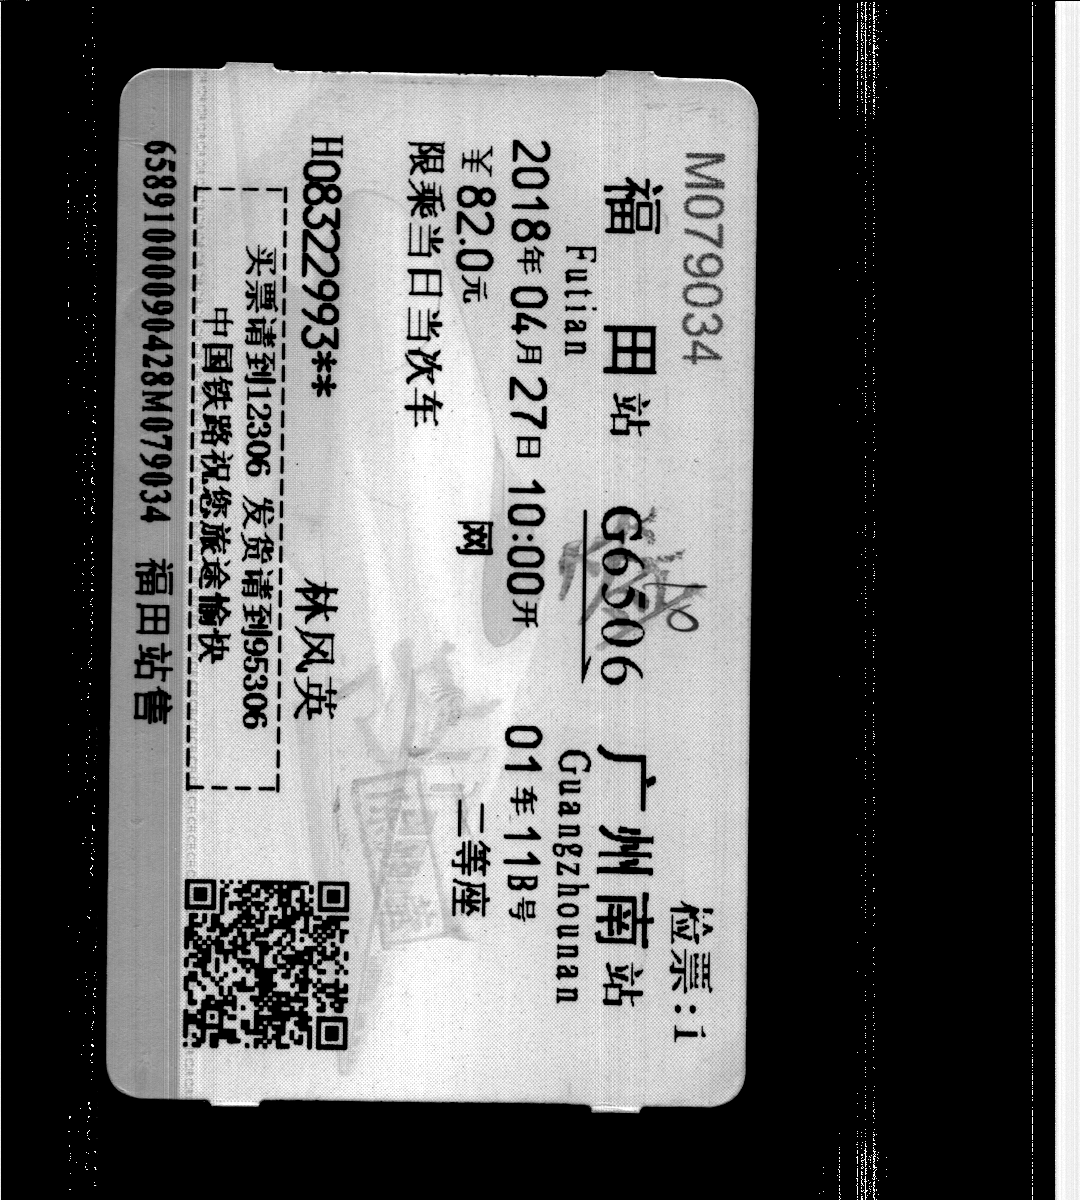 M079034
检票:1
福田站 G6506 广州南站
Futian Guangzhounan
2018年04月27日10:00开 01车11B号
¥82.0元 网 二等座
限乘当日当次车
H08322993** 林风英
买票请到12306 发货请到95306
中国铁路祝您旅途愉快
65891000090428M079034 福田站售